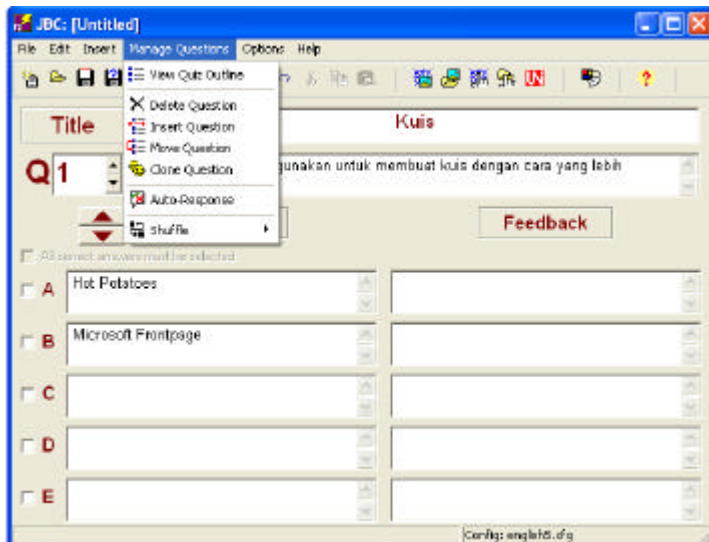 JBC: [Untitled]
File Edit Insert Manage Questions Options Help
View Quiz Outline
Delete Question
Insert Question
Move Question
Clone Question
Auto-Response
Shuffle
Title
Kuis
Q 1
gunakan untuk membuat kuis dengan cara yang lebih
Feedback
All correct answers must be selected
A Hot Potatoes
B Microsoft Frontpage
C
D
E
Config: english6.cfg